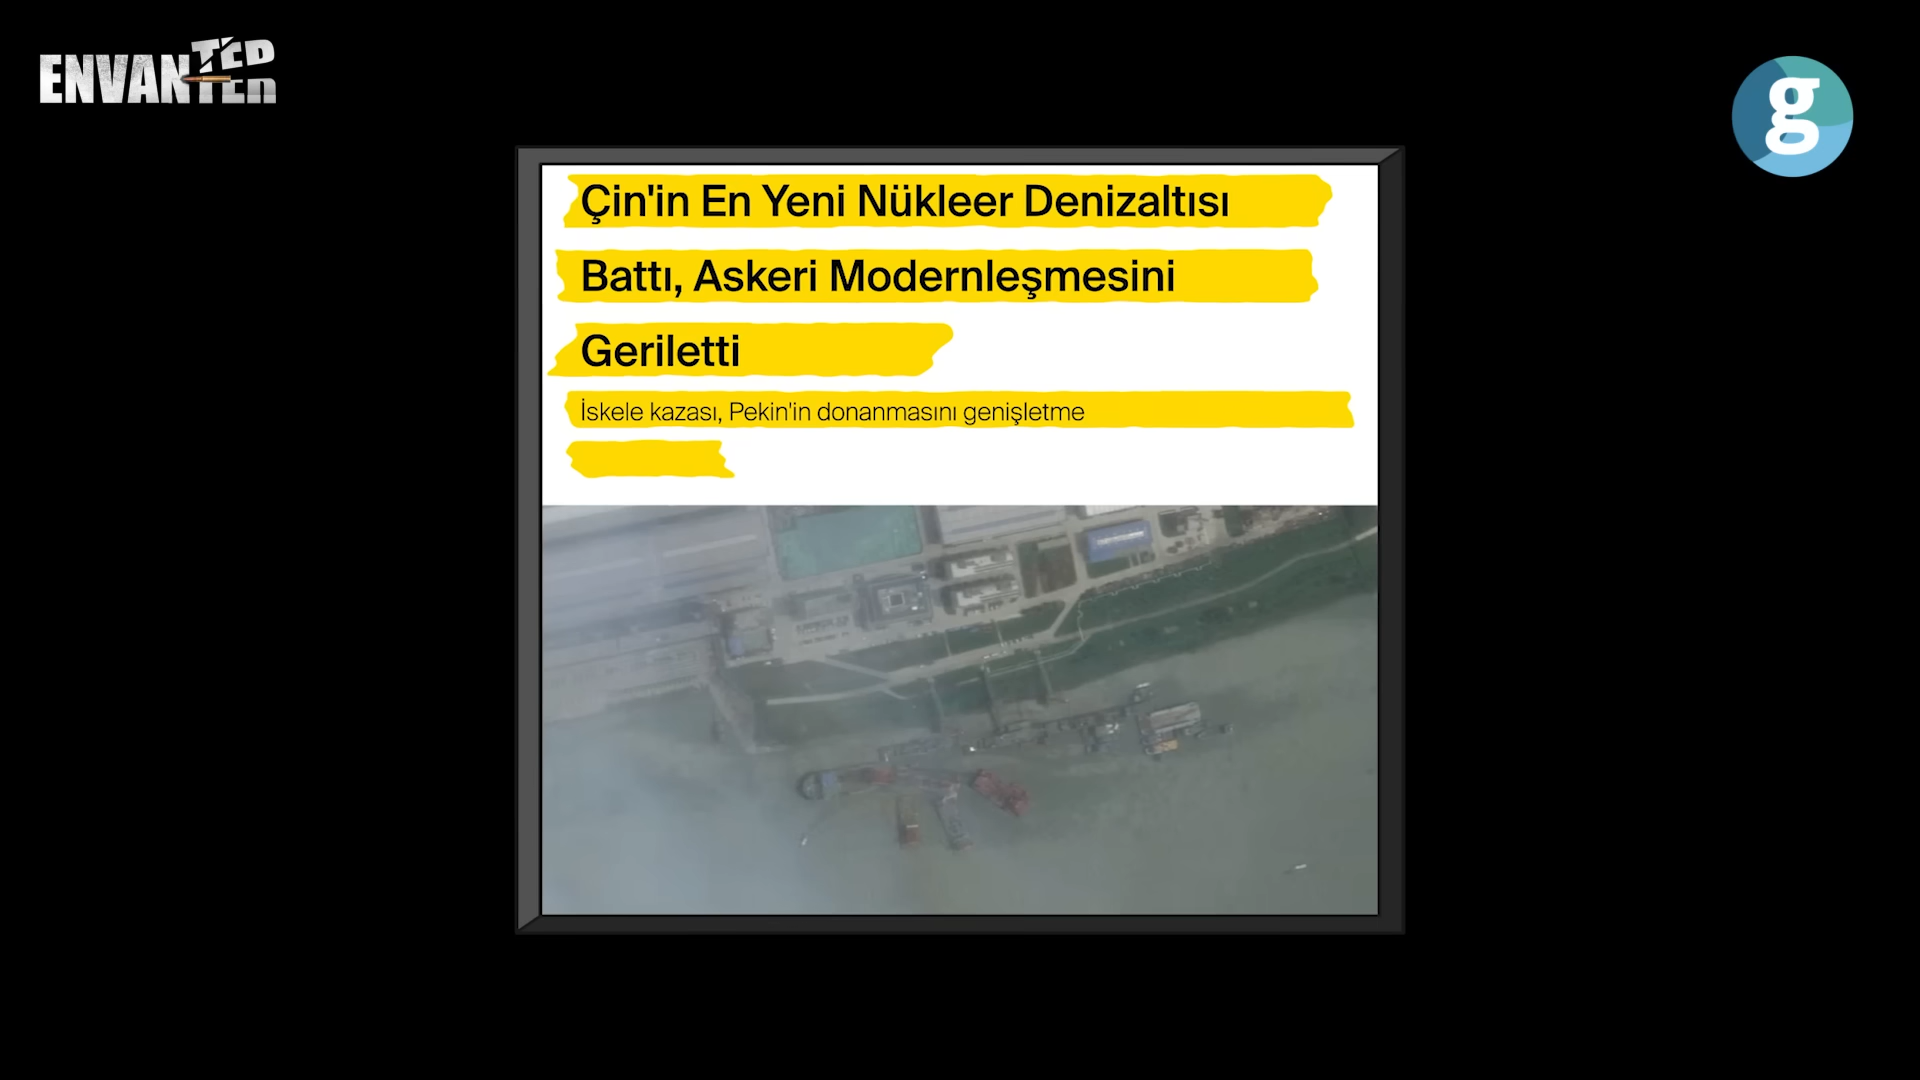 ENVANTER
g
Çin'in En Yeni Nükleer Denizaltısı
Battı, Askeri Modernleşmesini
Geriletti
İskele kazası, Pekin'in donanmasını genişletme